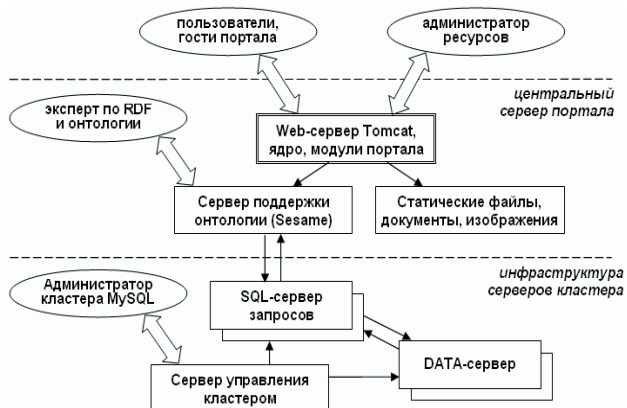 пользователи,
гости портала
администратор
ресурсов
центральный
сервер портала
эксперт по RDF
и онтологии
Web-сервер Tomcat,
ядро, модули портала
Сервер поддержки
онтологии (Sesame)
Статические файлы,
документы, изображения
инфраструктура
серверов кластера
Администратор
кластера MySQL
SQL-сервер
запросов
DATA-сервер
Сервер управления
кластером